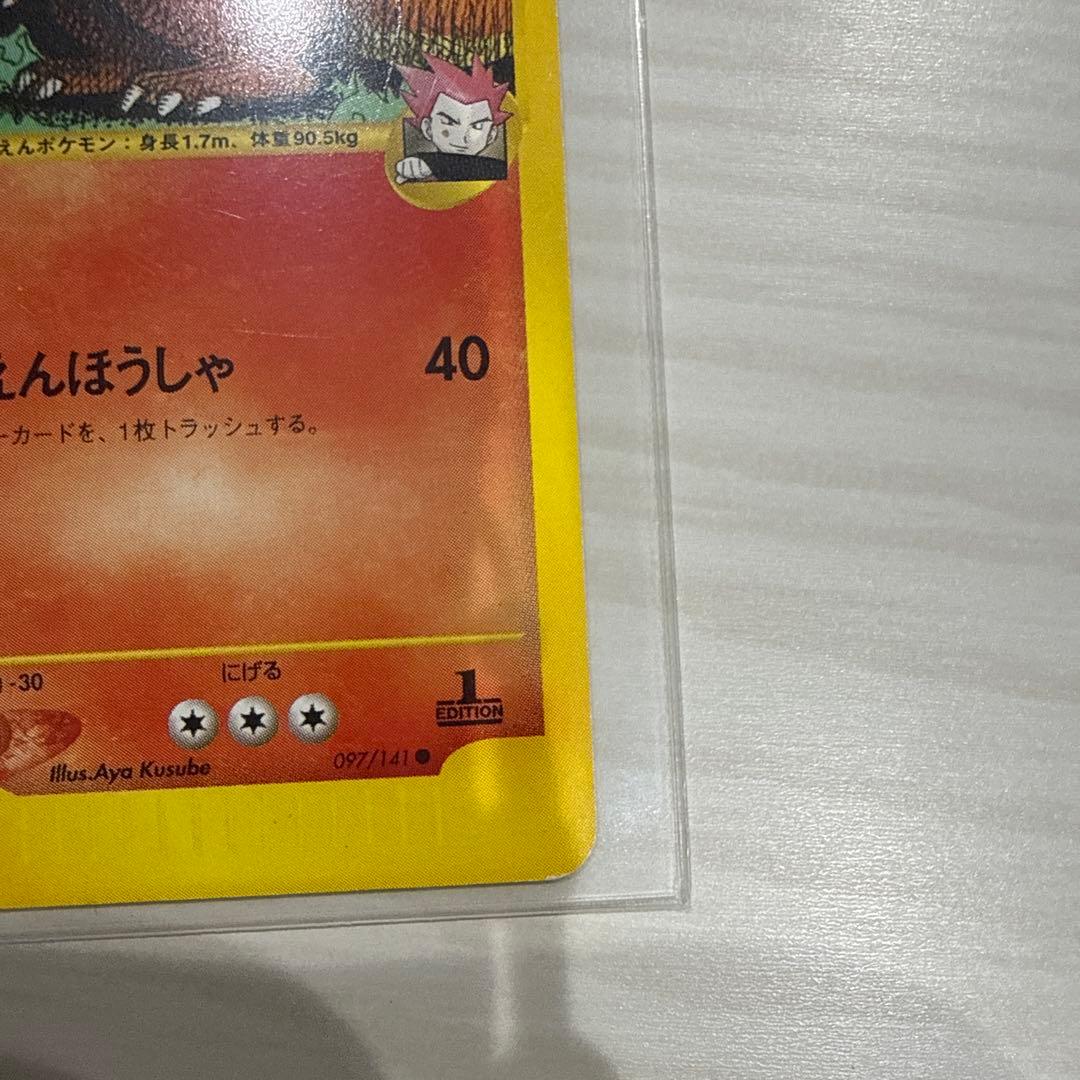 えんポケモン：身長1.7m、体重90.5kg
えんほうしゃ 40
ーカードを、1枚トラッシュする。
-30 にげる
1
EDITION
Illus.Aya Kusube 097/141●